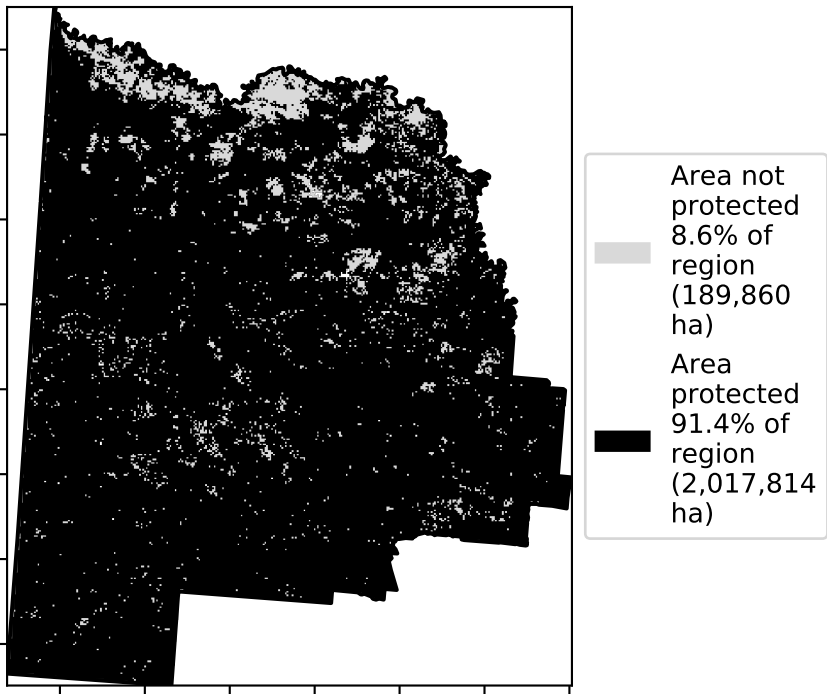 Area not
protected
8.6% of
region
(189,860
ha)
Area
protected
91.4% of
region
(2,017,814
ha)